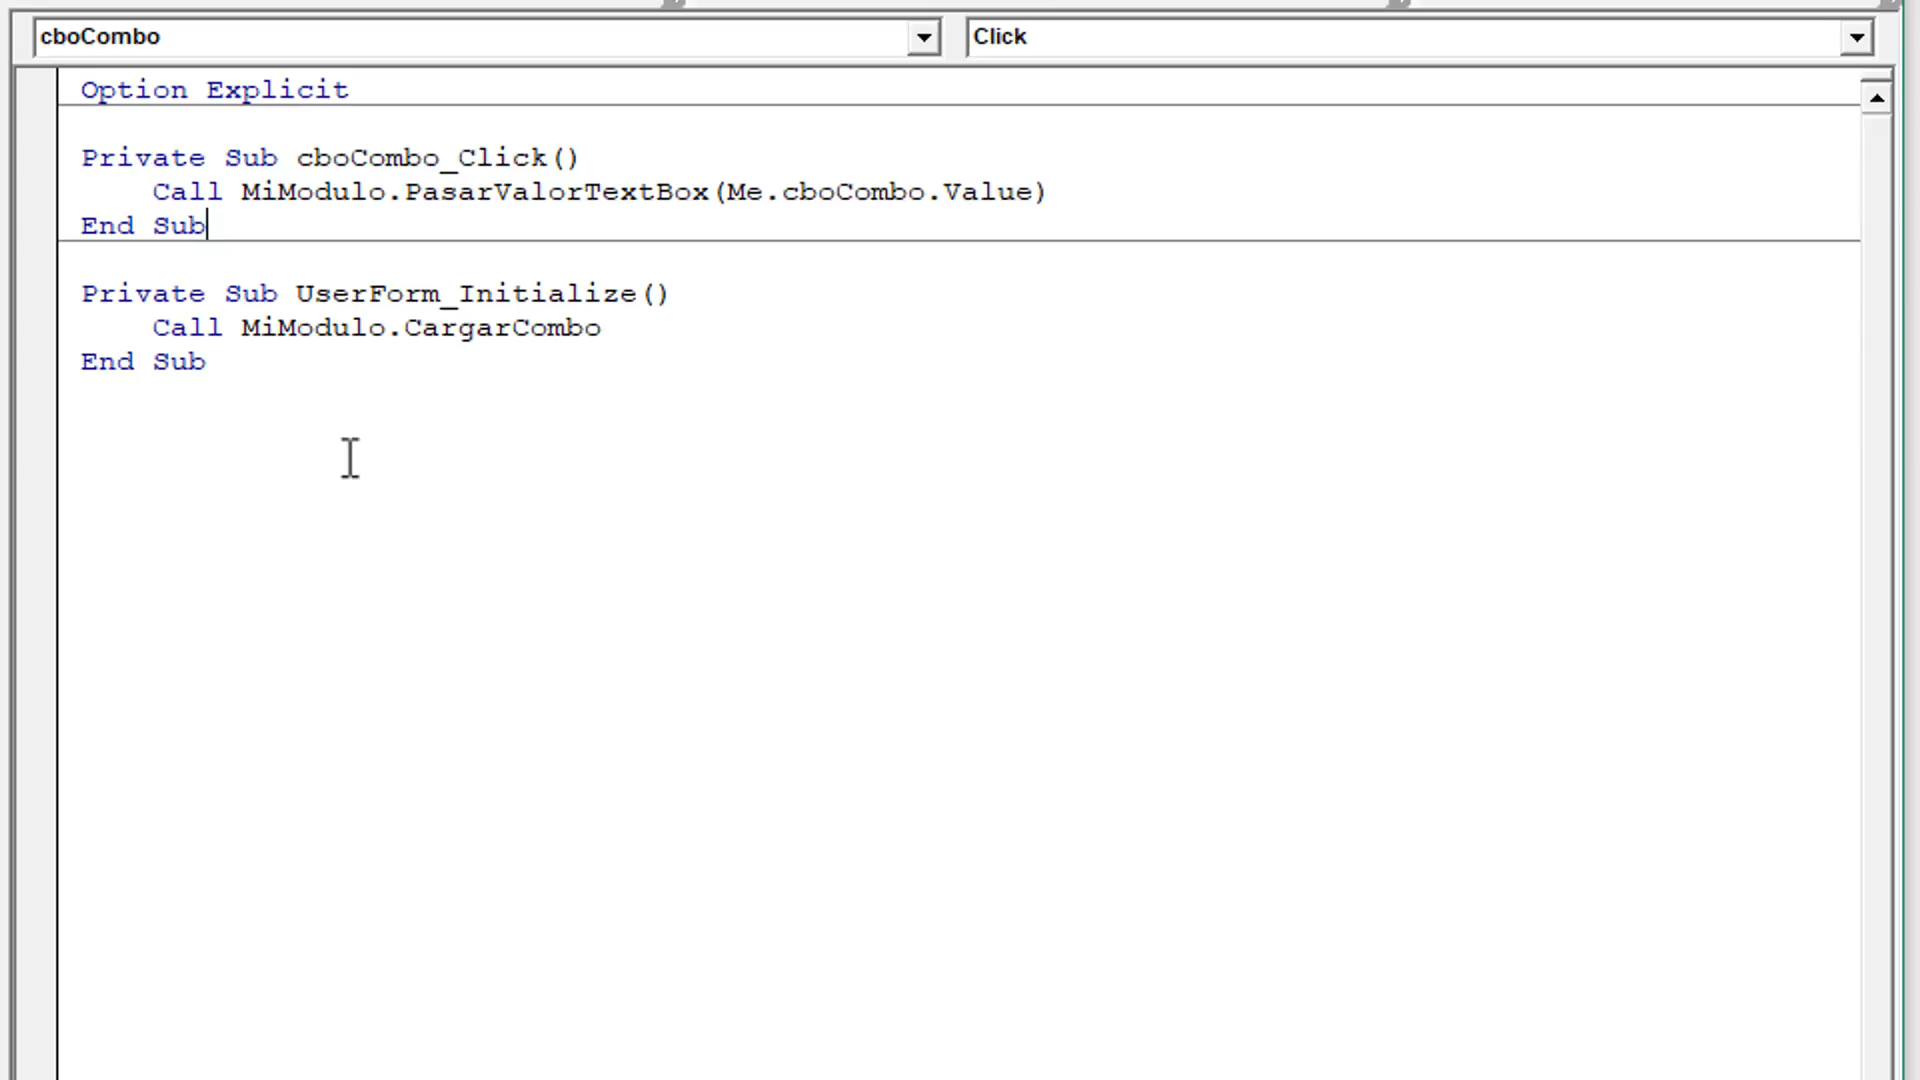 cboCombo
Click
Option Explicit
Private Sub cboCombo_Click()
Call MiModulo.PasarValorTextBox(Me.cboCombo.Value)
End Sub
Private Sub UserForm_Initialize()
Call MiModulo.CargarCombo
End Sub